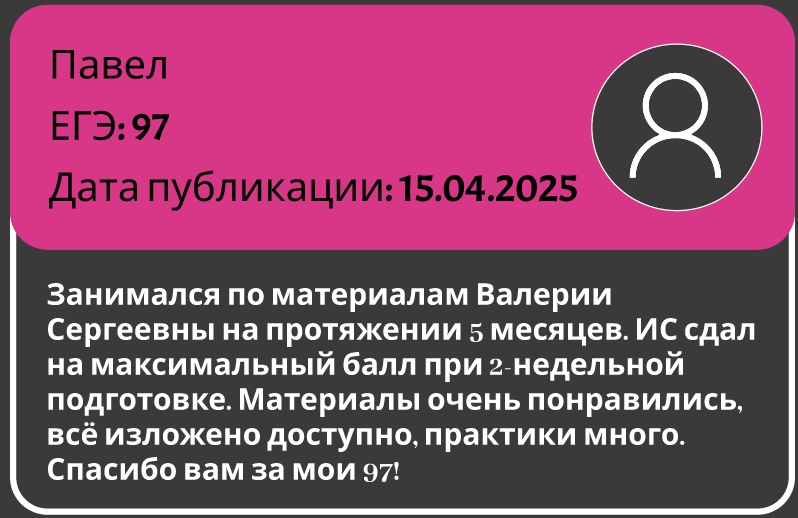 Павел
ЕГЭ: 97
Дата публикации: 15.04.2025
Занимался по материалам Валерии
Сергеевны на протяжении 5 месяцев. ИС сдал
на максимальный балл при 2-недельной
подготовке. Материалы очень понравились,
всё изложено доступно, практики много.
Спасибо вам за мои 97!